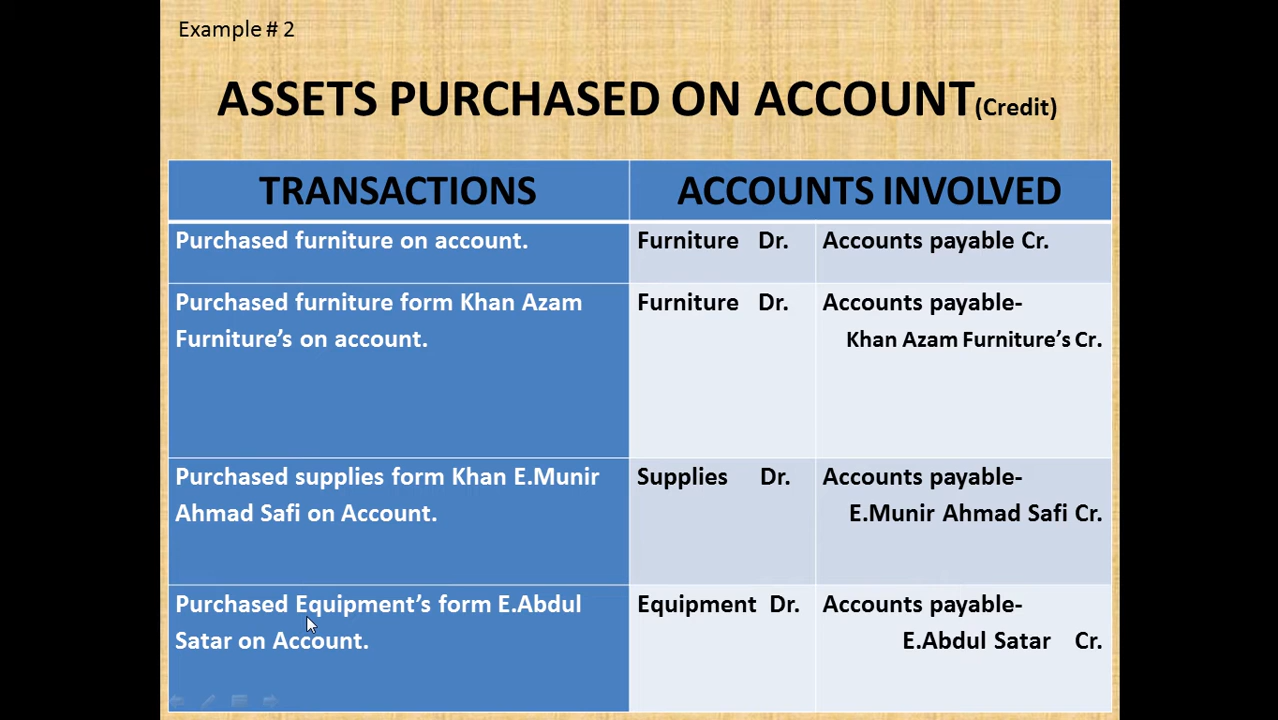 Example # 2
ASSETS PURCHASED ON ACCOUNT(Credit)
TRANSACTIONS ACCOUNTS INVOLVED
Purchased furniture on account. Furniture Dr. Accounts payable Cr.
Purchased furniture form Khan Azam Furniture Dr. Accounts payable-
Furniture’s on account. Khan Azam Furniture’s Cr.
Purchased supplies form Khan E.Munir Supplies Dr. Accounts payable-
Ahmad Safi on Account. E.Munir Ahmad Safi Cr.
Purchased Equipment’s form E.Abdul Equipment Dr. Accounts payable-
Satar on Account. E.Abdul Satar Cr.